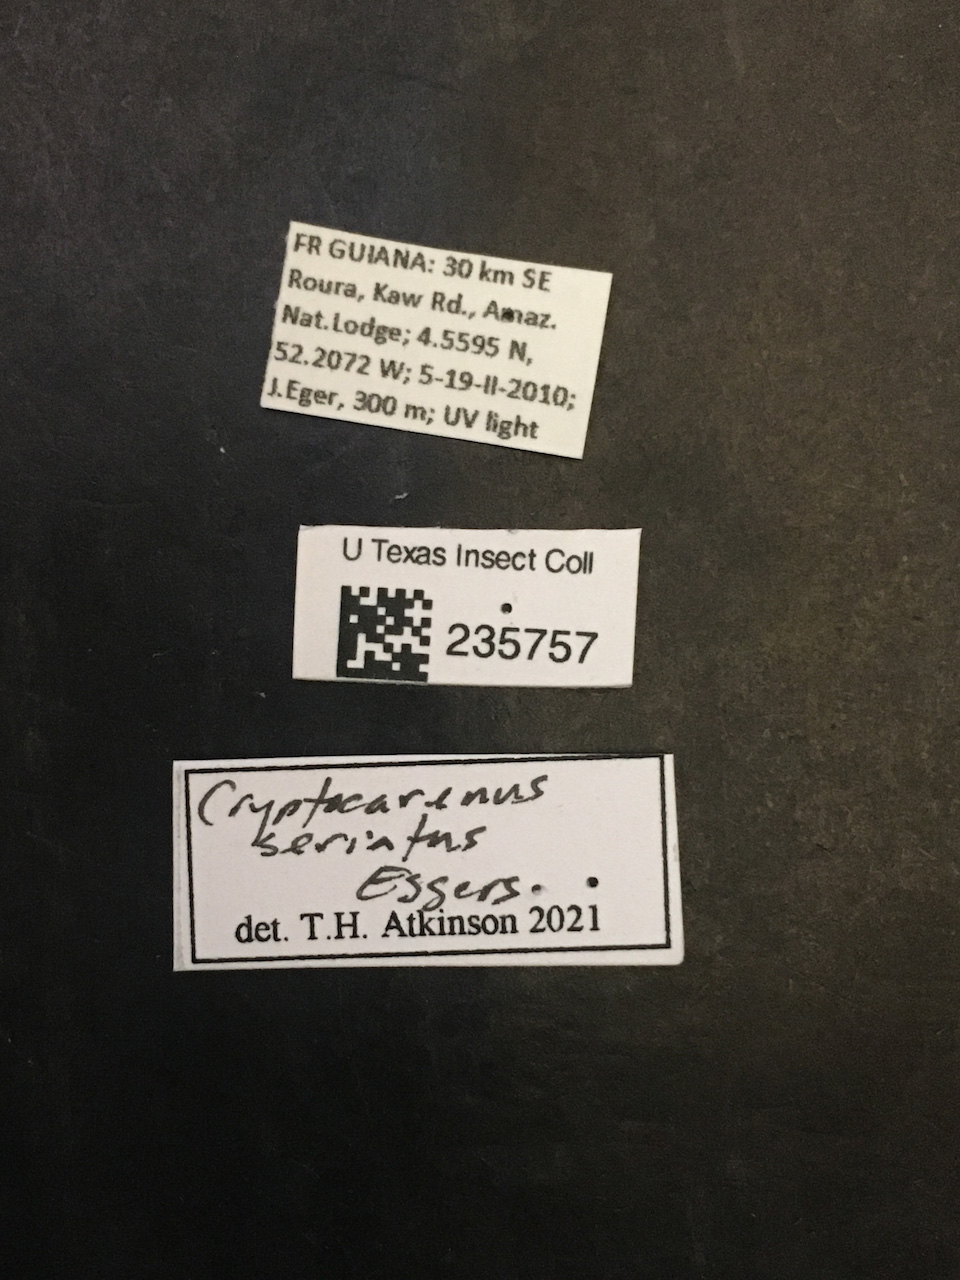 FR GUIANA: 30 km SE
Roura, Kaw Rd., Amaz.
Nat.Lodge; 4.5595 N,
52.2072 W; 5-19-II-2010;
J.Eger, 300 m; UV light
U Texas Insect Coll
235757
Cryptocarenus
seriatus
Eggers.
det. T.H. Atkinson 2021